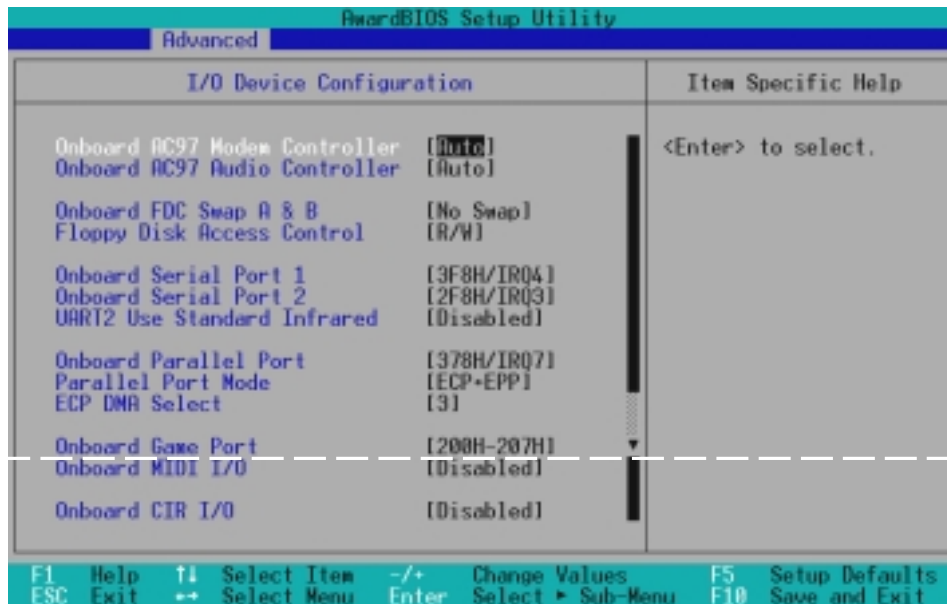 AwardBIOS Setup Utility
Advanced
I/O Device Configuration
Item Specific Help
Onboard AC97 Modem Controller [Auto]
<Enter> to select.
Onboard AC97 Audio Controller [Auto]
Onboard FDC Swap A & B [No Swap]
Floppy Disk Access Control [R/W]
Onboard Serial Port 1 [3F8H/IRQ4]
Onboard Serial Port 2 [2F8H/IRQ3]
UART2 Use Standard Infrared [Disabled]
Onboard Parallel Port [378H/IRQ7]
Parallel Port Mode [ECP+EPP]
ECP DMA Select [3]
Onboard Game Port [200H-207H]
Onboard MIDI I/O [Disabled]
Onboard CIR I/O [Disabled]
F1 Help ↑↓ Select Item -/+ Change Values F5 Setup Defaults
ESC Exit ←→ Select Menu Enter Select ► Sub-Menu F10 Save and Exit